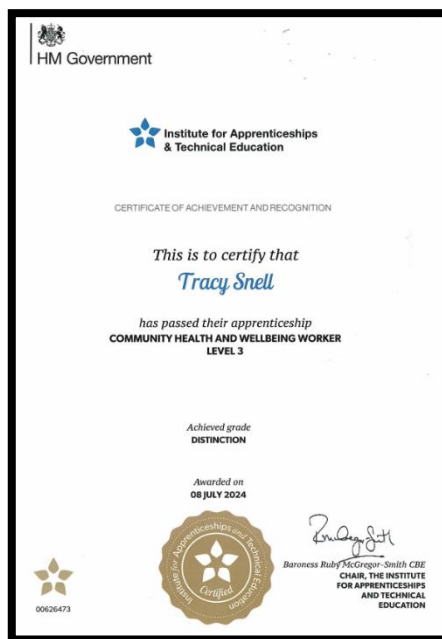 HM Government
Institute for Apprenticeships
& Technical Education
CERTIFICATE OF ACHIEVEMENT AND RECOGNITION
This is to certify that
Tracy Snell
has passed their apprenticeship
COMMUNITY HEALTH AND WELLBEING WORKER
LEVEL 3
Achieved grade
DISTINCTION
Awarded on
08 JULY 2024
Institute for Apprenticeships and Technical Education
Certified
Baroness Ruby McGregor-Smith CBE
CHAIR, THE INSTITUTE
FOR APPRENTICESHIPS
AND TECHNICAL
EDUCATION
00626473